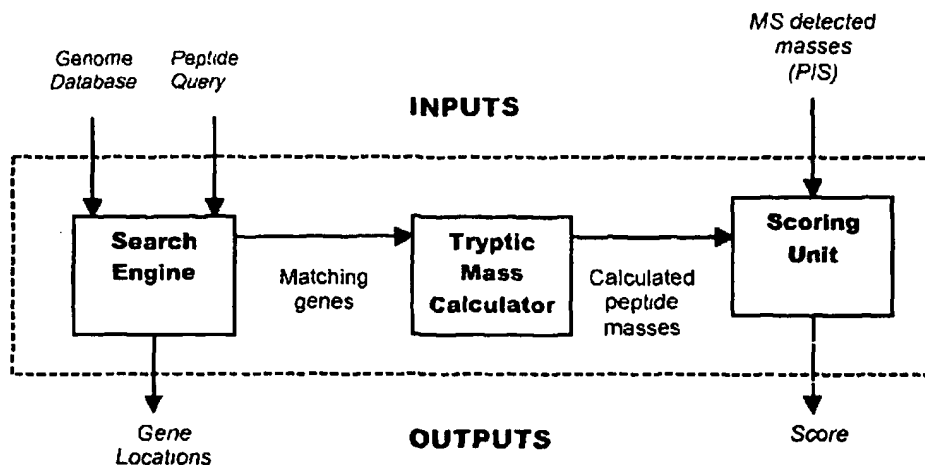 Genome
Database
Peptide
Query
MS detected
masses
(PIS)
INPUTS
Search
Engine
Matching
genes
Tryptic
Mass
Calculator
Calculated
peptide
masses
Scoring
Unit
Gene
Locations
OUTPUTS
Score